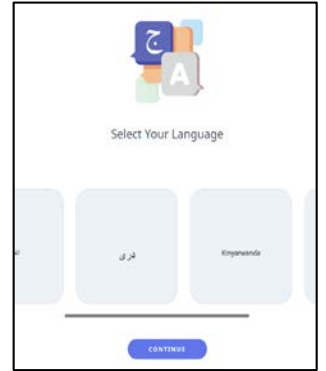 ج
A
Select Your Language
دری
Kinyarwanda
CONTINUE